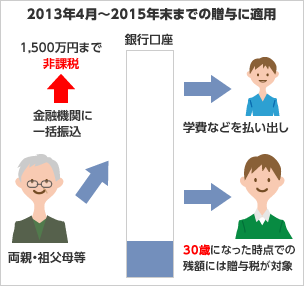 2013年4月～2015年末までの贈与に適用
1,500万円まで
非課税
金融機関に
一括振込
両親・祖父母等
銀行口座
学費などを払い出し
30歳になった時点での
残額には贈与税が対象